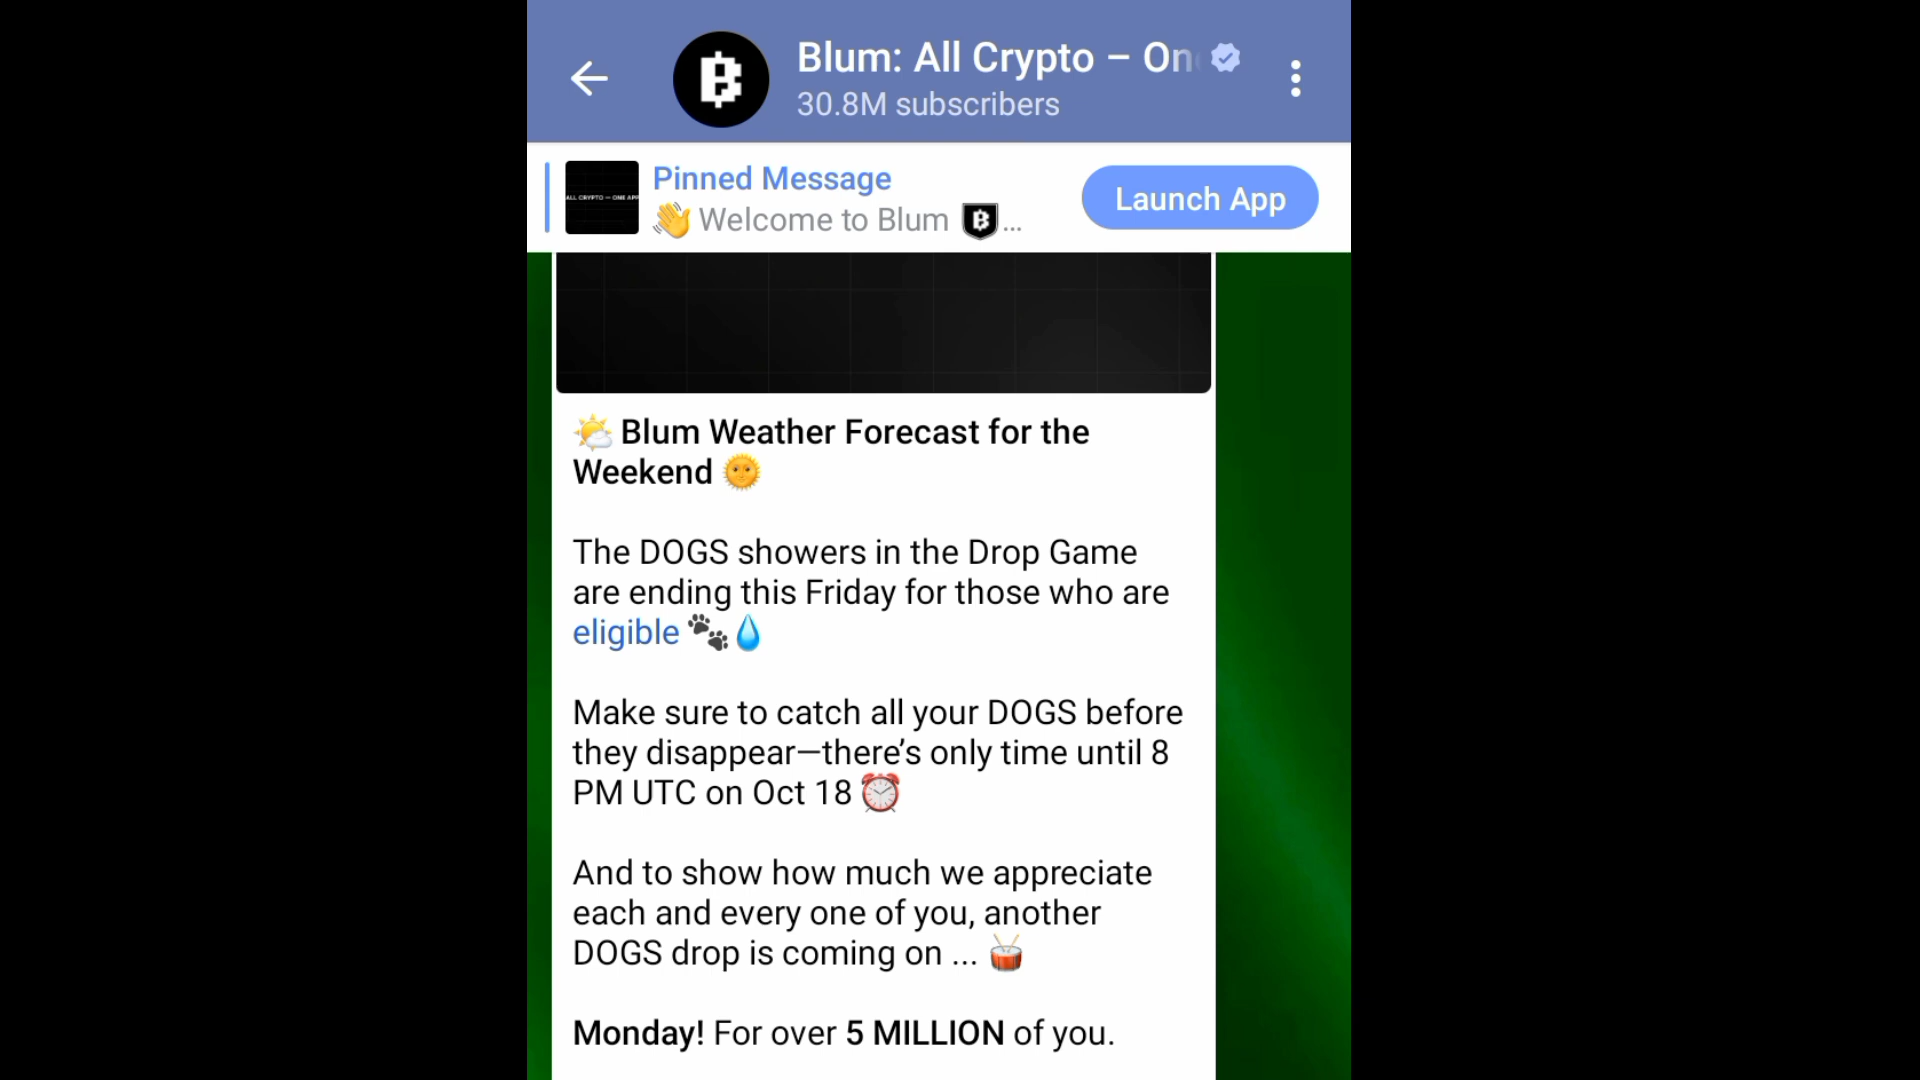 Blum: All Crypto – On
30.8M subscribers
ALL CRYPTO — ONE APP
Pinned Message
👋 Welcome to Blum ...
Launch App
🌤 Blum Weather Forecast for the
Weekend 🌞
The DOGS showers in the Drop Game
are ending this Friday for those who are
eligible 🐾💧
Make sure to catch all your DOGS before
they disappear—there’s only time until 8
PM UTC on Oct 18 ⏰
And to show how much we appreciate
each and every one of you, another
DOGS drop is coming on ... 🥁
Monday! For over 5 MILLION of you.